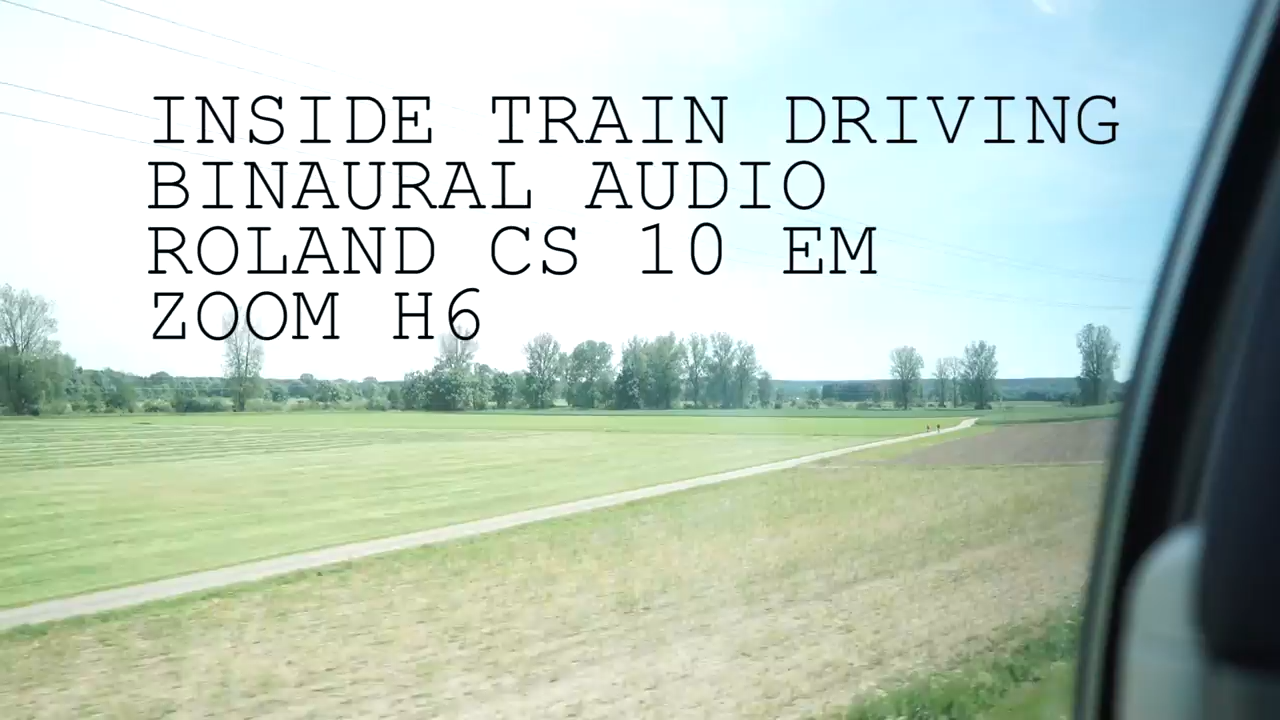 INSIDE TRAIN DRIVING
BINAURAL AUDIO
ROLAND CS 10 EM
ZOOM H6